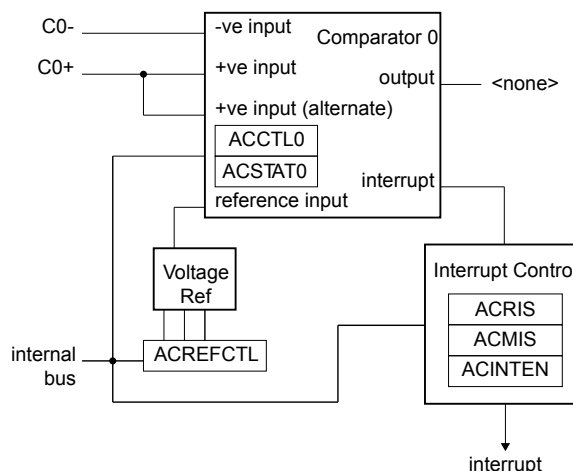 C0-
-ve input
Comparator 0
C0+
+ve input
output
<none>
+ve input (alternate)
ACCTL0
ACSTAT0
interrupt
reference input
Voltage
Ref
Interrupt Control
ACRIS
ACMIS
ACINTEN
internal
bus
ACREFCTL
interrupt